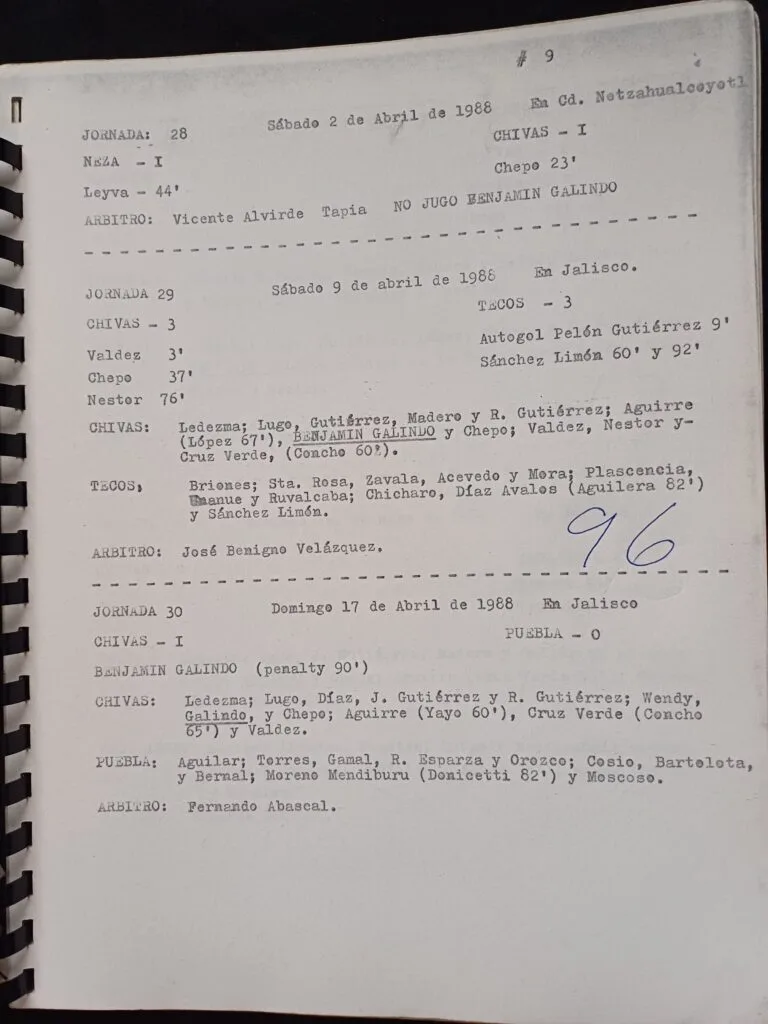 # 9
JORNADA: 28 Sábado 2 de Abril de 1988 En Cd. Netzahualcoyotl
NEZA - I CHIVAS - I
Leyva - 44' Chepo 23'
ARBITRO: Vicente Alvirde Tapia NO JUGO BENJAMIN GALINDO
JORNADA 29 Sábado 9 de abril de 1988 En Jalisco.
CHIVAS - 3 TECOS - 3
Valdez 3' Autogol Pelón Gutiérrez 9'
Chepo 37' Sánchez Limón 60' y 92'
Nestor 76'
CHIVAS: Ledezma; Lugo, Gutiérrez, Madero y R. Gutiérrez; Aguirre
(López 67'), BENJAMIN GALINDO y Chepo; Valdez, Nestor y-
Cruz Verde, (Concho 60').
TECOS, Briones; Sta. Rosa, Zavala, Acevedo y Mora; Plascencia,
Emanue y Ruvalcaba; Chicharo, Díaz Avalos (Aguilera 82')
y Sánchez Limón.
96
ARBITRO: José Benigno Velázquez.
JORNADA 30 Domingo 17 de Abril de 1988 En Jalisco
CHIVAS - I PUEBLA - O
BENJAMIN GALINDO (penalty 90')
CHIVAS: Ledezma; Lugo, Díaz, J. Gutiérrez y R. Gutiérrez; Wendy,
Galindo, y Chepo; Aguirre (Yayo 60'), Cruz Verde (Concho
65') y Valdez.
PUEBLA: Aguilar; Torres, Gamal, R. Esparza y Orozco; Cosio, Bartolota,
y Bernal; Moreno Mendiburu (Donicetti 82') y Moscoso.
ARBITRO: Fernando Abascal.